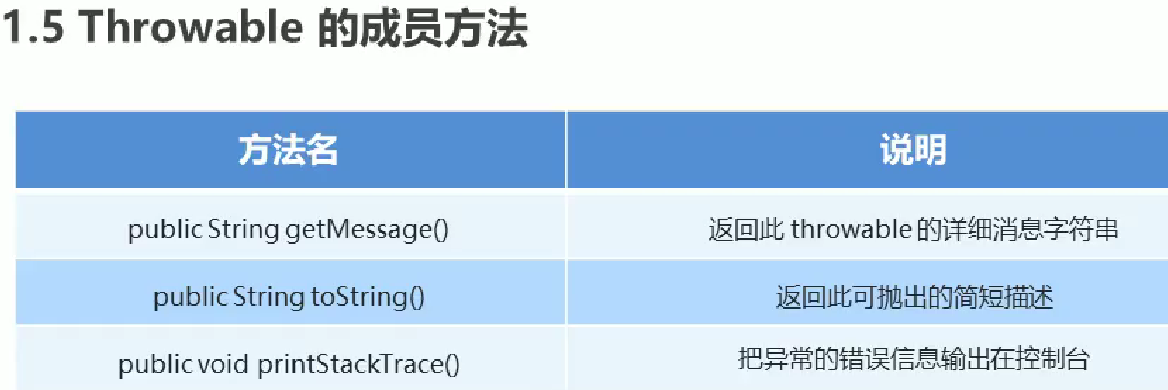 1.5 Throwable 的成员方法
方法名 说明
public String getMessage() 返回此 throwable 的详细消息字符串
public String toString() 返回此可抛出的简短描述
public void printStackTrace() 把异常的错误信息输出在控制台